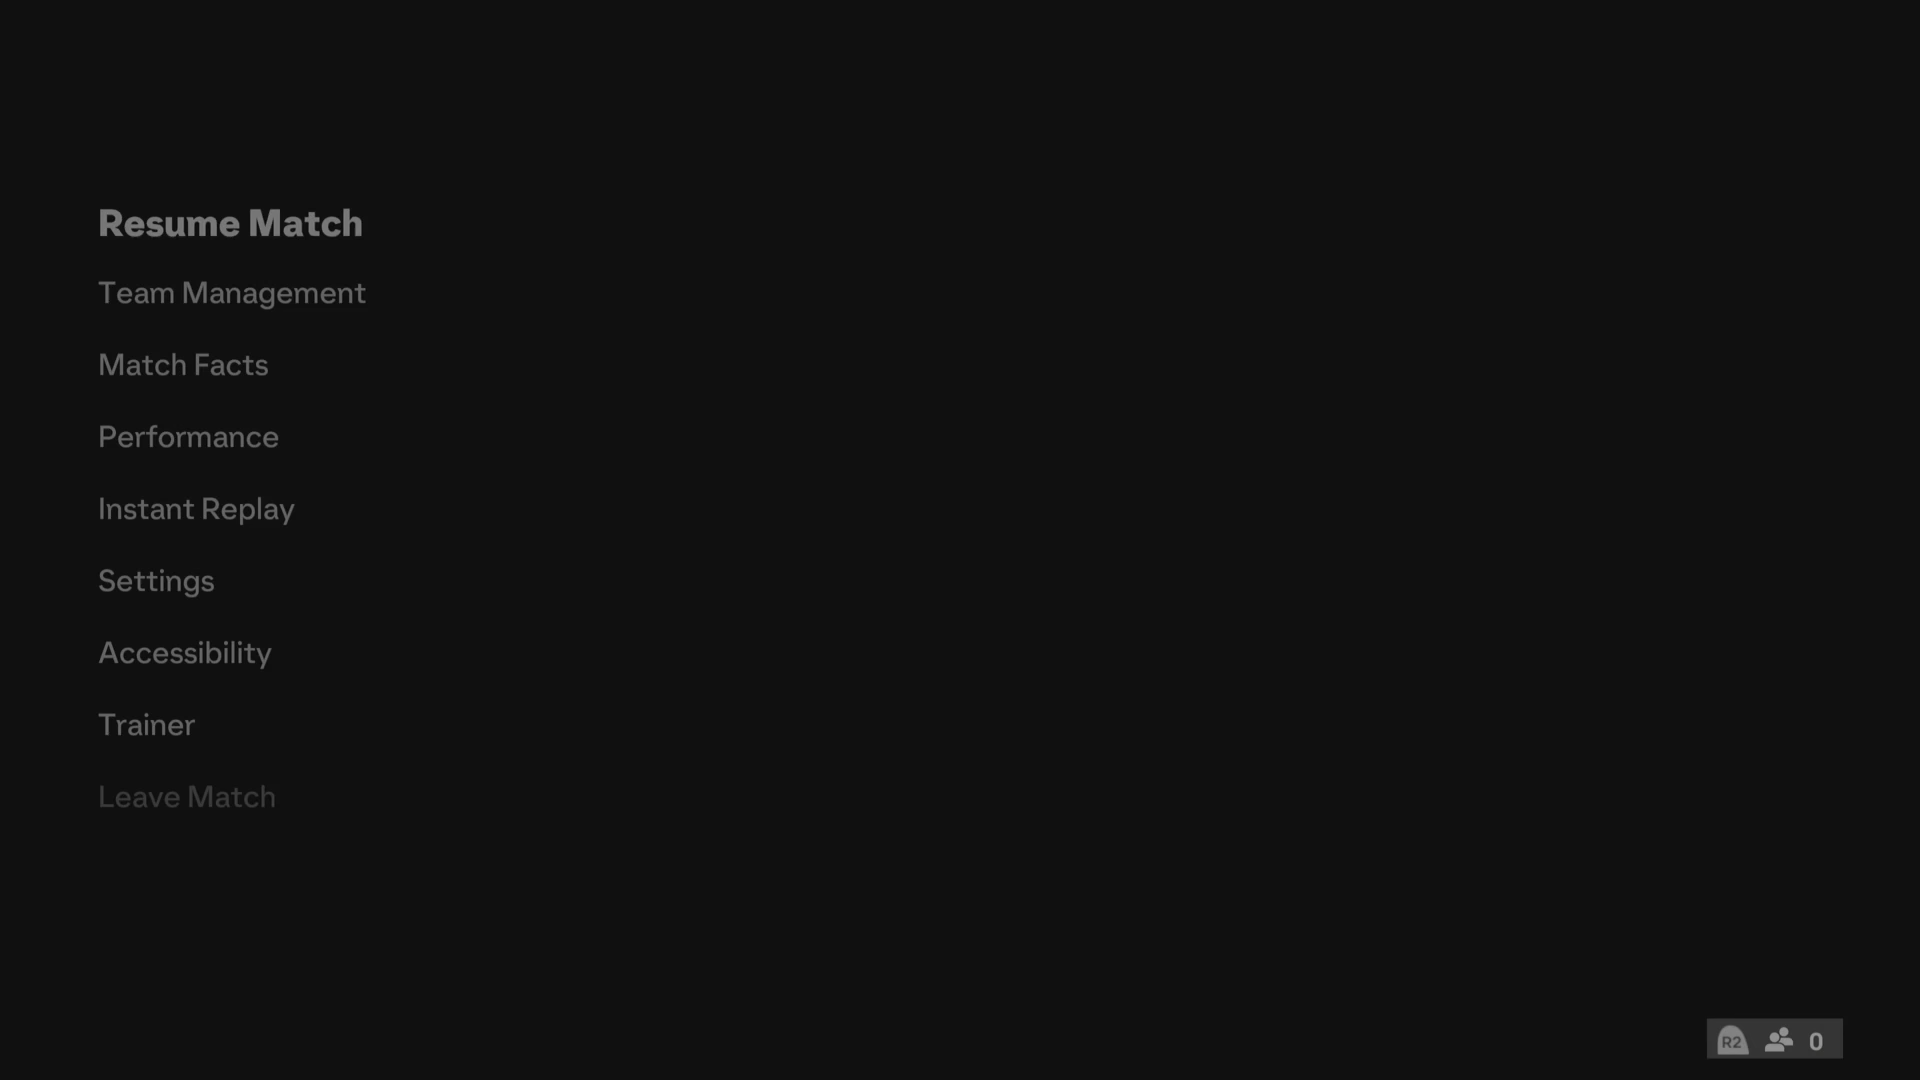 Resume Match
Team Management
Match Facts
Performance
Instant Replay
Settings
Accessibility
Trainer
Leave Match
R2 0